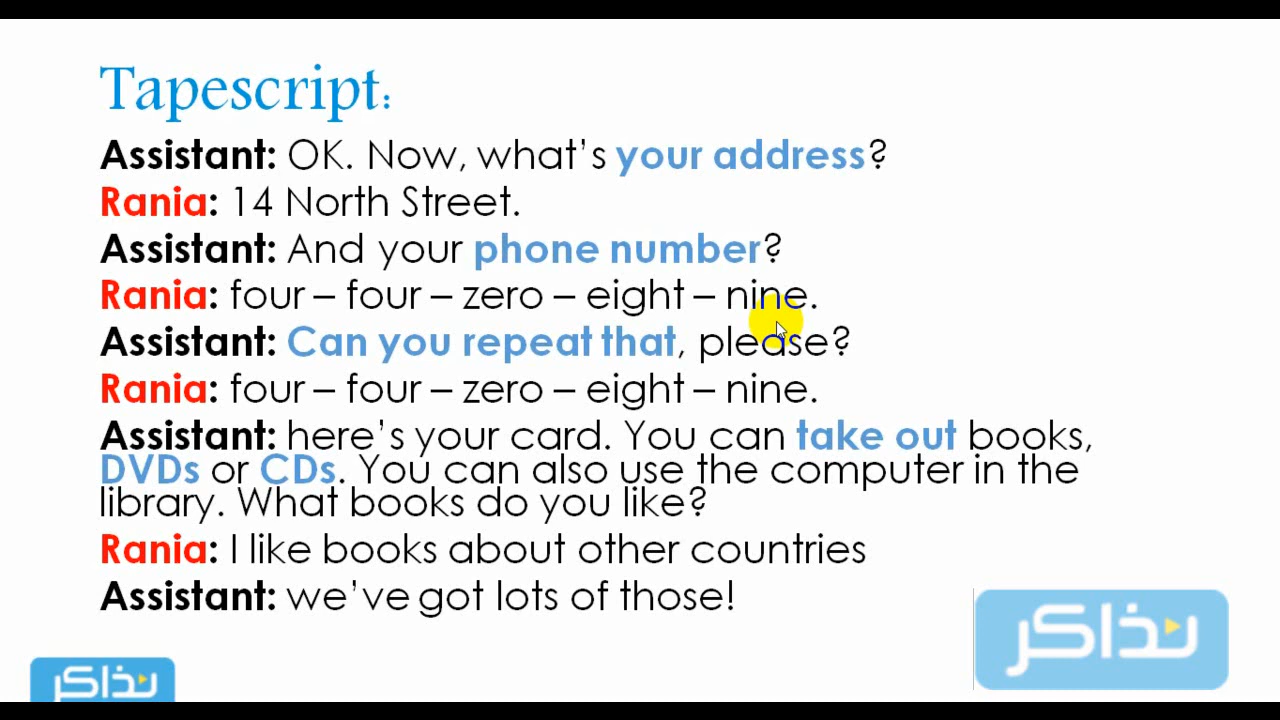 Tapescript:
Assistant: OK. Now, what's your address?
Rania: 14 North Street.
Assistant: And your phone number?
Rania: four – four – zero – eight – nine.
Assistant: Can you repeat that, please?
Rania: four – four – zero – eight – nine.
Assistant: here's your card. You can take out books,
DVDs or CDs. You can also use the computer in the
library. What books do you like?
Rania: I like books about other countries
Assistant: we've got lots of those!
نذاكر
نذاكر